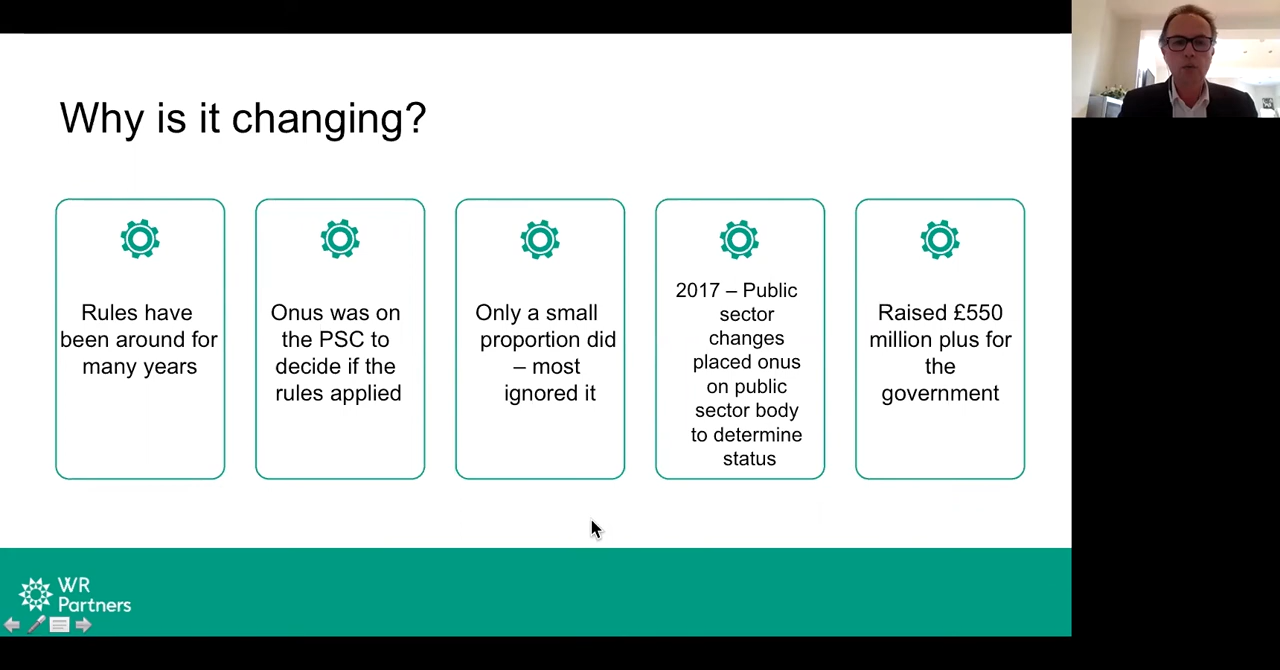 Why is it changing?
Rules have
been around for
many years
Onus was on
the PSC to
decide if the
rules applied
Only a small
proportion did
– most
ignored it
2017 – Public
sector
changes
placed onus
on public
sector body
to determine
status
Raised £550
million plus for
the
government
WR
Partners